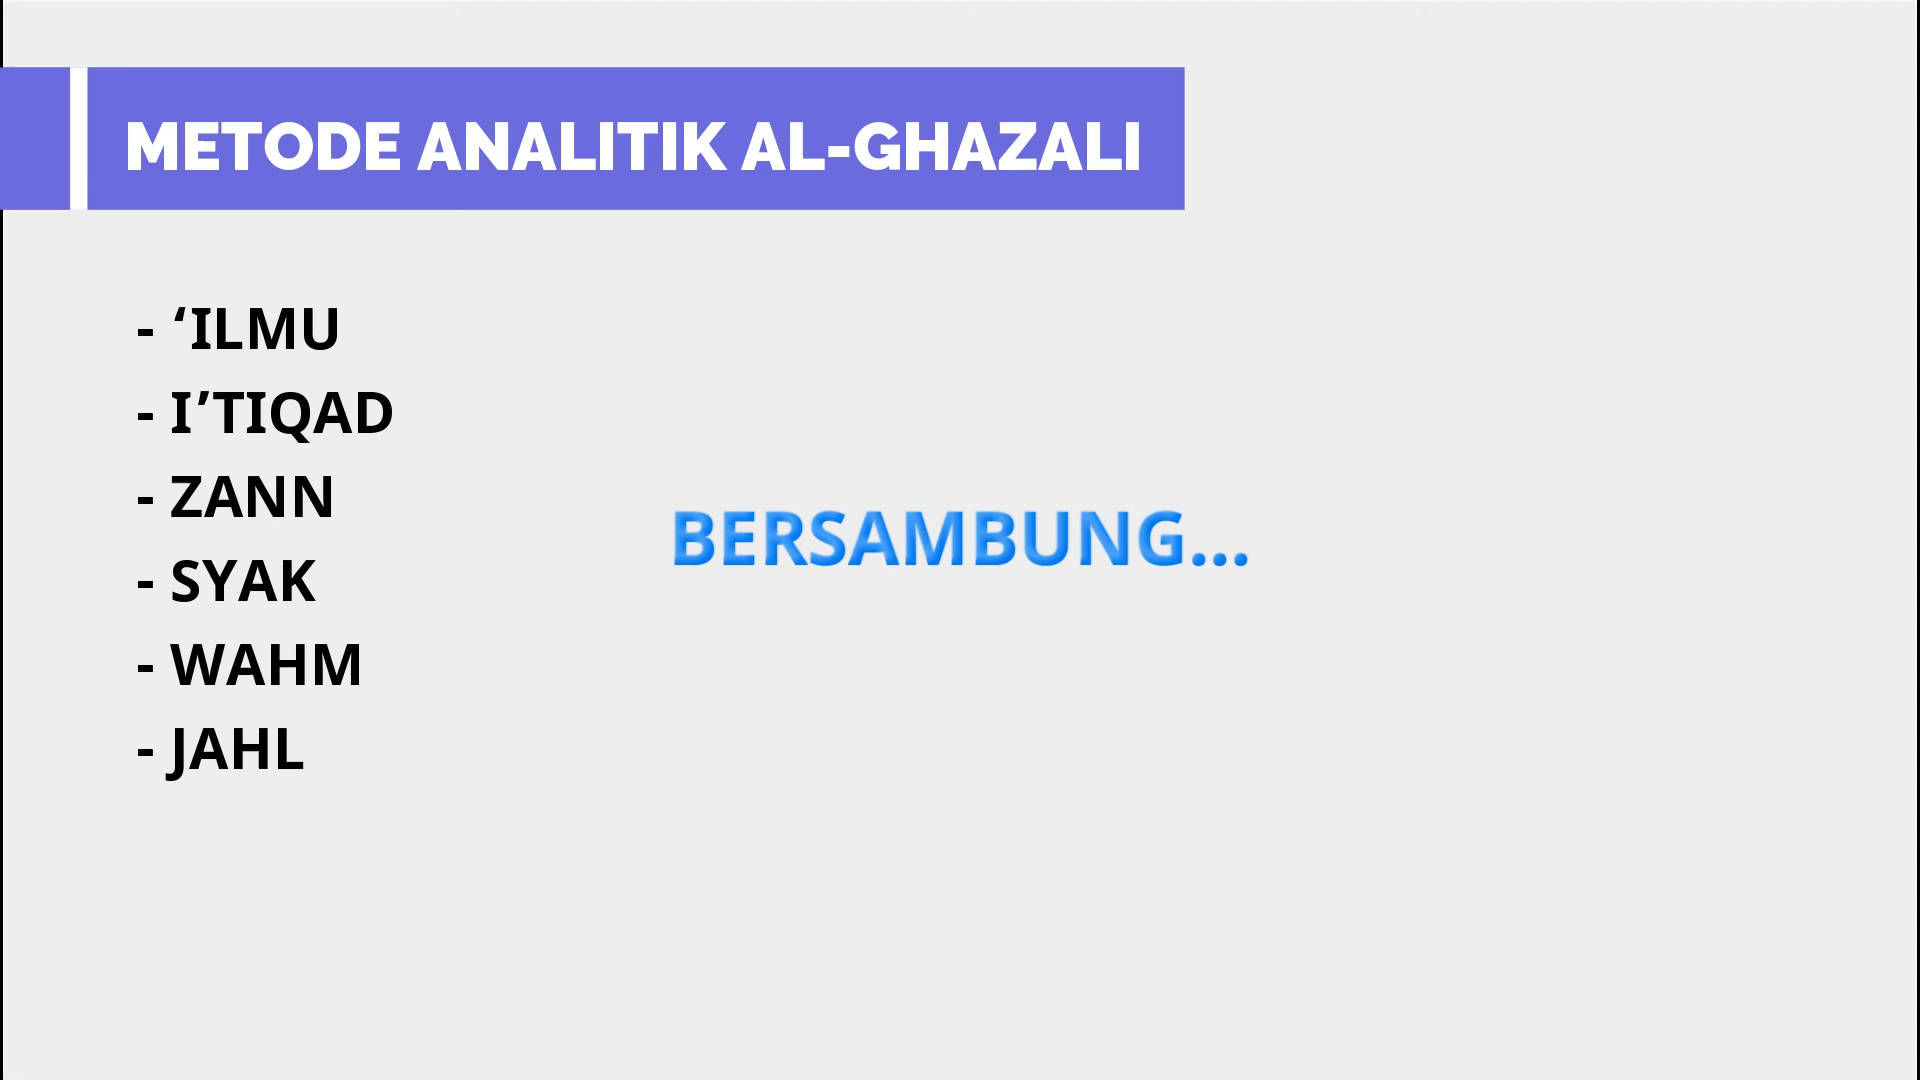 METODE ANALITIK AL-GHAZALI
- ‘ILMU
- I’TIQAD
- ZANN
- SYAK
- WAHM
- JAHL
BERSAMBUNG...